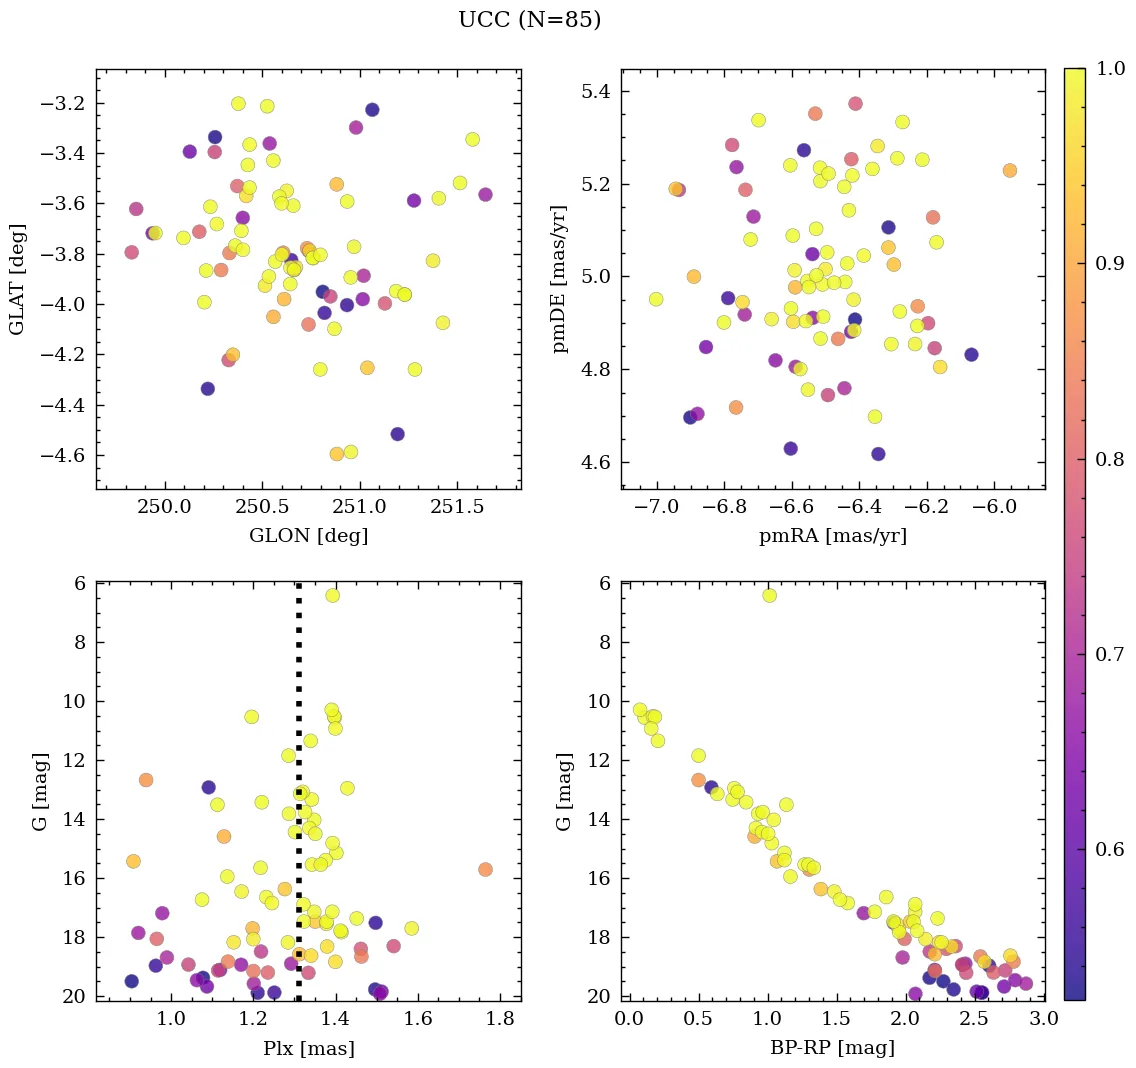 UCC (N=85)
−3.2
−3.4
−3.6
−3.8
−4.0
−4.2
−4.4
−4.6
GLAT [deg]
250.0 250.5 251.0 251.5
GLON [deg]
5.4
5.2
5.0
4.8
4.6
pmDE [mas/yr]
−7.0 −6.8 −6.6 −6.4 −6.2 −6.0
pmRA [mas/yr]
6
8
10
12
14
16
18
20
G [mag]
1.0 1.2 1.4 1.6 1.8
Plx [mas]
6
8
10
12
14
16
18
20
G [mag]
0.0 0.5 1.0 1.5 2.0 2.5 3.0
BP-RP [mag]
1.0
0.9
0.8
0.7
0.6